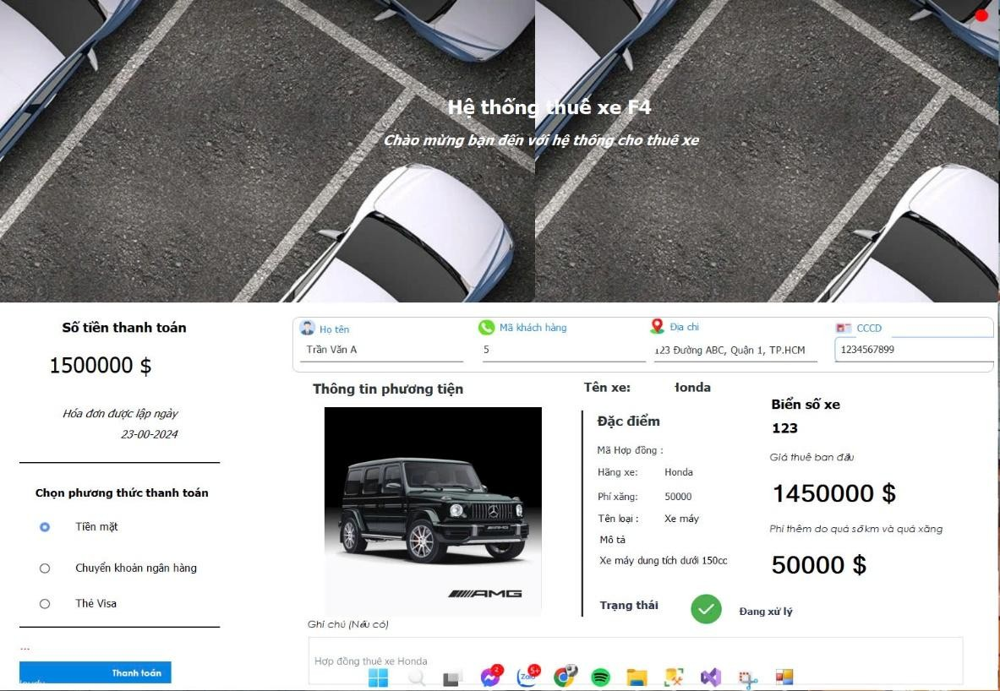 Hệ thống thuê xe F4
Chào mừng bạn đến với hệ thống cho thuê xe
Số tiền thanh toán
1500000 $
Hóa đơn được lập ngày
23-00-2024
Chọn phương thức thanh toán
Tiền mặt
Chuyển khoản ngân hàng
Thẻ Visa
...
Thanh toán
Họ tên
Trần Văn A
Mã khách hàng
5
Địa chỉ
123 Đường ABC, Quận 1, TP.HCM
CCCD
1234567899
Thông tin phương tiện
AMG
Tên xe: Honda
Đặc điểm
Mã Hợp đồng :
Hãng xe: Honda
Phí xăng: 50000
Tên loại : Xe máy
Mô tả
Xe máy dung tích dưới 150cc
Trạng thái Đang xử lý
Biển số xe
123
Giá thuê ban đầu
1450000 $
Phí thêm do quá số km và quá xăng
50000 $
Ghi chú (Nếu có)
Hợp đồng thuê xe Honda
2
Zalo
5+